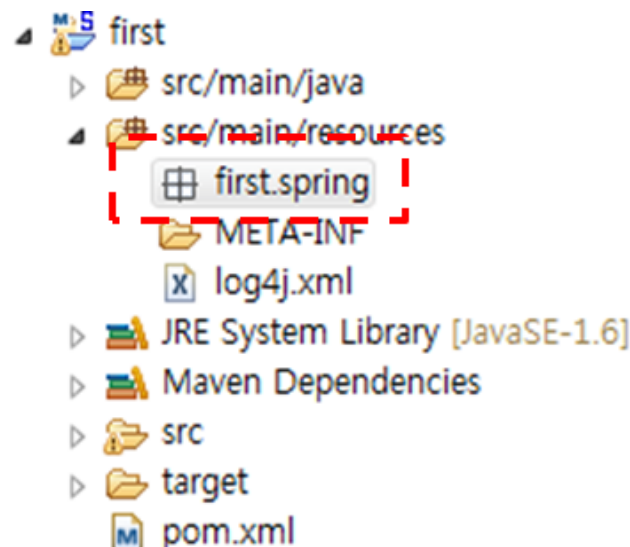 first
src/main/java
src/main/resources
first.spring
META-INF
log4j.xml
JRE System Library [JavaSE-1.6]
Maven Dependencies
src
target
pom.xml